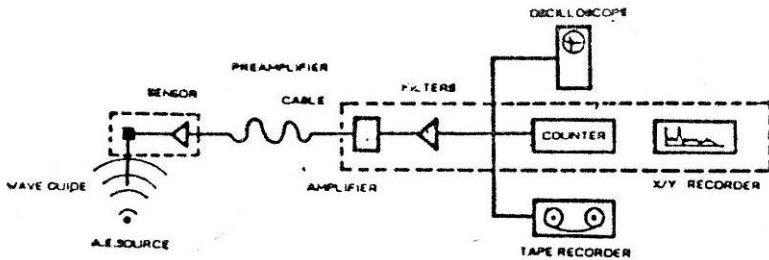 OSCILLOSCOPE
PREAMPLIFIER
SENSOR
CABLE
FILTERS
COUNTER
WAVE GUIDE
AMPLIFIER
X/Y RECORDER
A.E.SOURCE
TAPE RECORDER